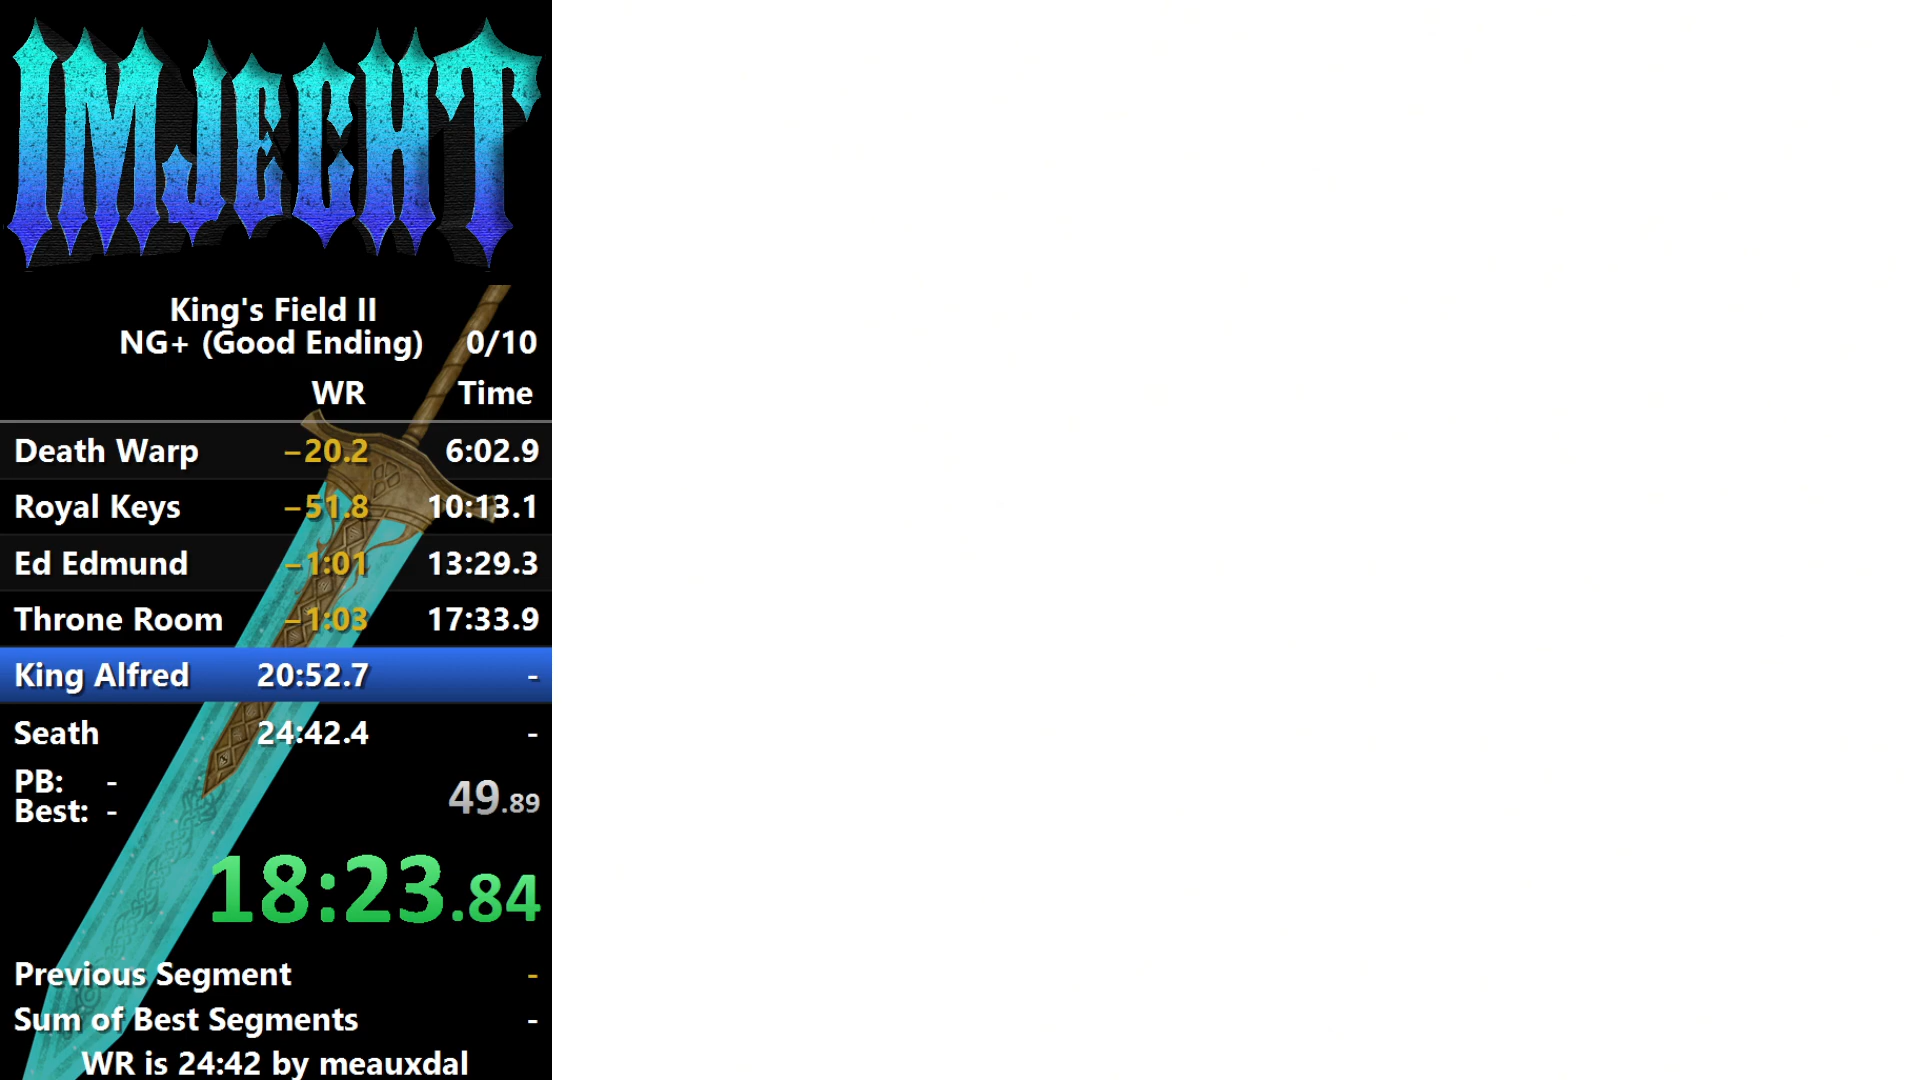 IMJECHT
King's Field II
NG+ (Good Ending) 0/10
WR Time
Death Warp −20.2 6:02.9
Royal Keys −51.8 10:13.1
Ed Edmund −1:01 13:29.3
Throne Room −1:03 17:33.9
King Alfred 20:52.7 -
Seath 24:42.4 -
PB: -
Best: -
49.89
18:23.84
Previous Segment -
Sum of Best Segments -
WR is 24:42 by meauxdal